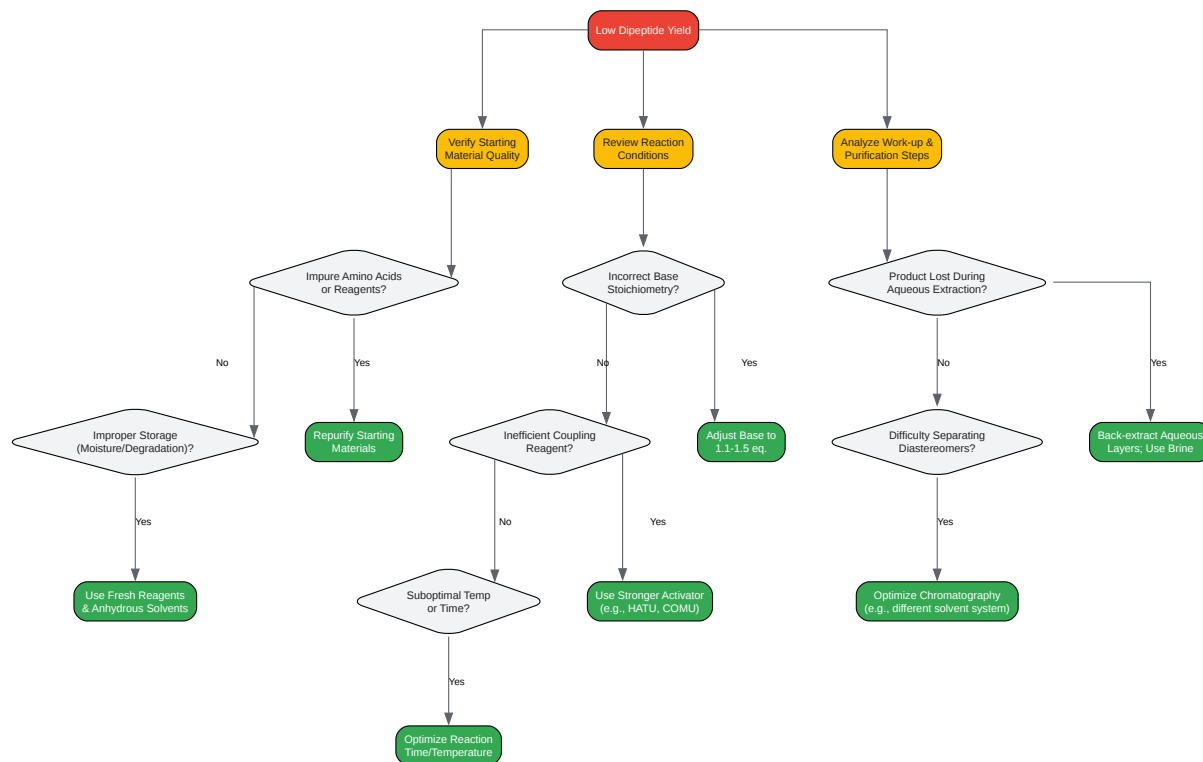 Low Dipeptide Yield
Verify Starting
Material Quality
Review Reaction
Conditions
Analyze Work-up &
Purification Steps
Impure Amino Acids
or Reagents?
Incorrect Base
Stoichiometry?
Product Lost During
Aqueous Extraction?
No
Yes
No
Yes
No
Yes
Improper Storage
(Moisture/Degradation)?
Repurify Starting
Materials
Inefficient Coupling
Reagent?
Adjust Base to
1.1-1.5 eq.
Difficulty Separating
Diastereomers?
Back-extract Aqueous
Layers; Use Brine
Yes
No
Yes
Yes
Use Fresh Reagents
& Anhydrous Solvents
Suboptimal Temp
or Time?
Use Stronger Activator
(e.g., HATU, COMU)
Optimize Chromatography
(e.g., different solvent system)
Yes
Optimize Reaction
Time/Temperature